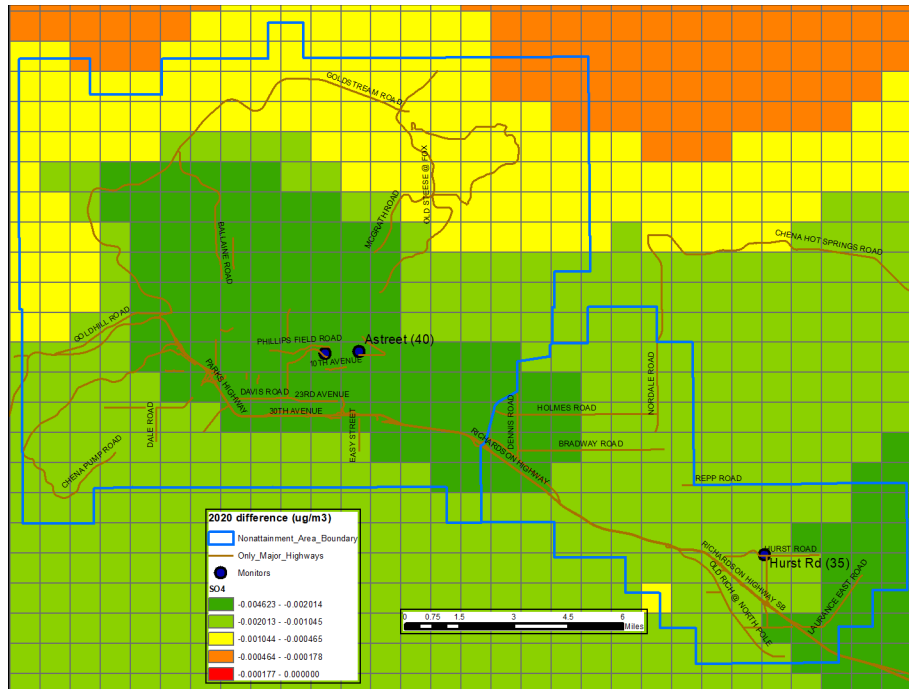 GOLDSTREAM ROAD
OLD STEESE @ FOX
MCGRATH ROAD
BALLAINE ROAD
CHENA HOT SPRINGS ROAD
GOLDHILL ROAD
PHILLIPS FIELD ROAD
Astreet (40)
10TH AVENUE
PARKS HIGHWAY
NORDALE ROAD
DAVIS ROAD
23RD AVENUE
30TH AVENUE
DALE ROAD
EASY STREET
DENNIS ROAD
HOLMES ROAD
BRADWAY ROAD
CHENA PUMP ROAD
RICHARDSON HIGHWAY
REPP ROAD
HURST ROAD
Hurst Rd (35)
RICHARDSON HIGHWAY SB
OLD RICH @ NORTH POLE
LAURANCE EAST ROAD
2020 difference (ug/m3)
Nonattainment_Area_Boundary
Only_Major_Highways
Monitors
SO4
-0.004623 - -0.002014
-0.002013 - -0.001045
-0.001044 - -0.000465
-0.000464 - -0.000178
-0.000177 - 0.000000
0 0.75 1.5 3 4.5 6
Miles